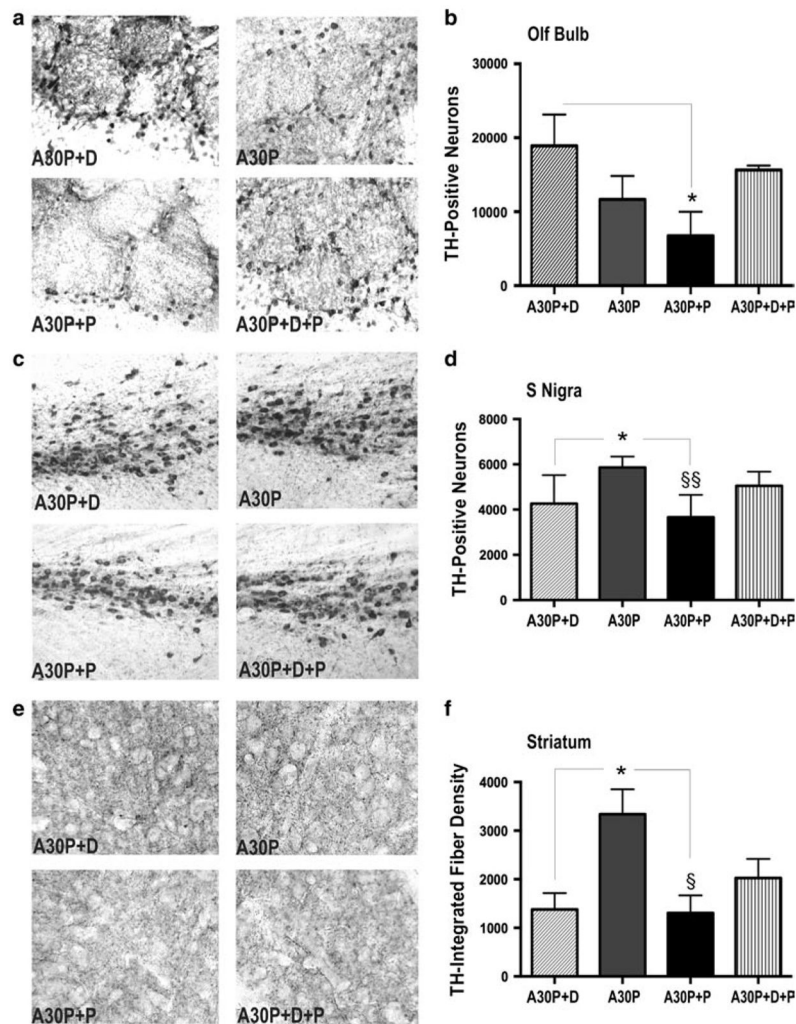 a
A80P+D
A30P
A30P+P
A30P+D+P
b
Olf Bulb
TH-Positive Neurons
30000
20000
10000
0
*
A30P+D
A30P
A30P+P
A30P+D+P
c
A30P+D
A30P
A30P+P
A30P+D+P
d
S Nigra
TH-Positive Neurons
8000
6000
4000
2000
0
*
§§
A30P+D
A30P
A30P+P
A30P+D+P
e
A30P+D
A30P
A30P+P
A30P+D+P
f
Striatum
TH-Integrated Fiber Density
4000
3000
2000
1000
0
*
§
A30P+D
A30P
A30P+P
A30P+D+P